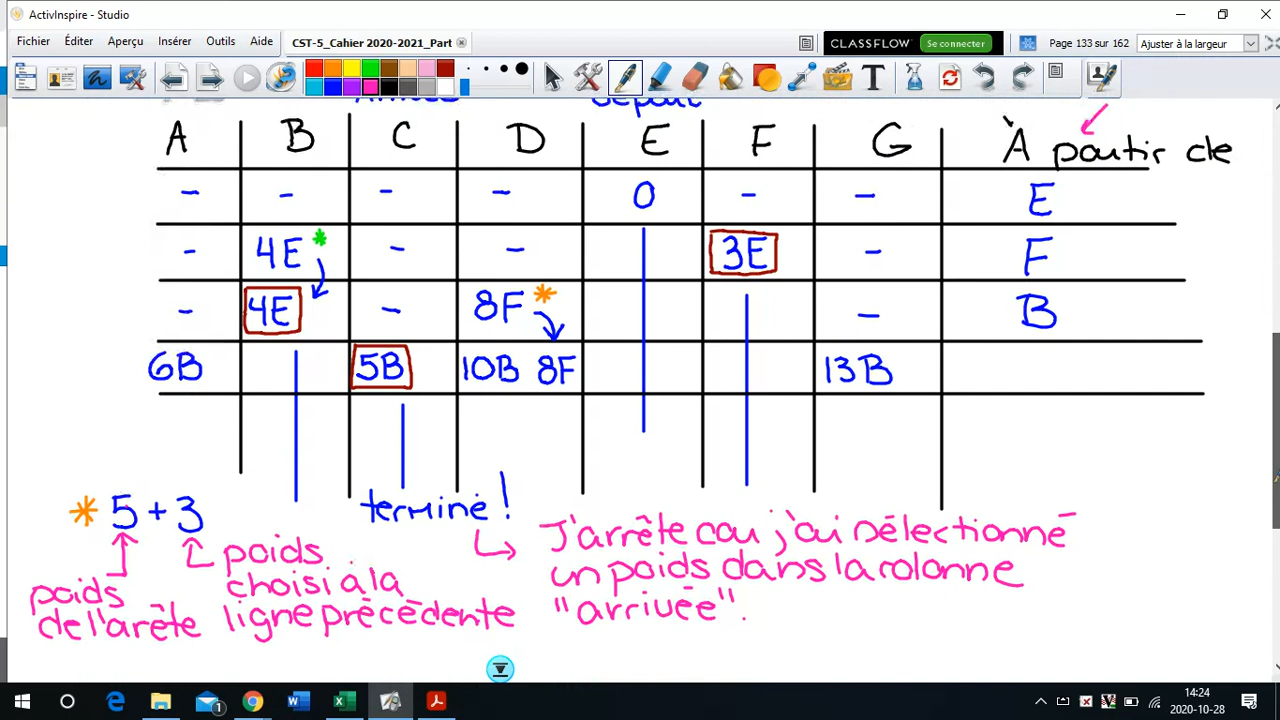 ActivInspire - Studio
Fichier Éditer Aperçu Insérer Outils Aide CST-5_Cahier 2020-2021_Part CLASSFLOW Se connecter Page 133 sur 162 Ajuster à la largeur
A B C D E F G À partir de
- - - - 0 - - E
- 4E * - - 3E - F
- 4E - 8F * - B
6B 5B 10B 8F 13B
* 5 + 3 terminé !
poids de l'arête
poids choisi à la ligne précédente
J'arrête car j'ai sélectionné
un poids dans la colonne
"arrivée".
14:24
2020-10-28